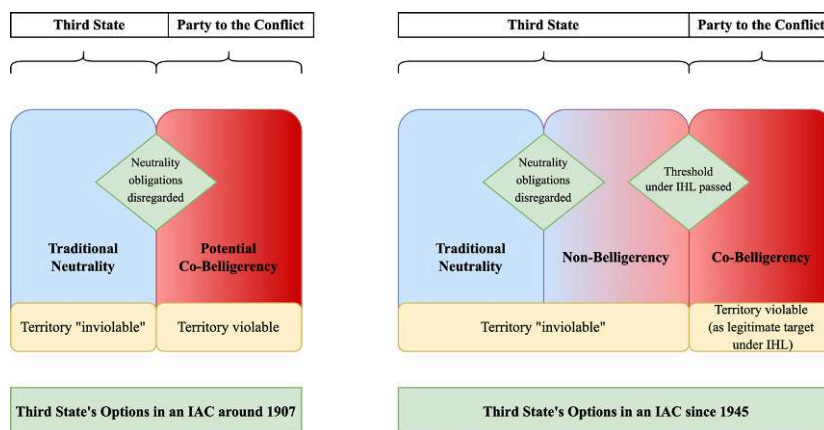 Third State
Party to the Conflict
Neutrality
obligations
disregarded
Traditional
Neutrality
Potential
Co-Belligerency
Territory "inviolable"
Territory violable
Third State's Options in an IAC around 1907
Third State
Party to the Conflict
Neutrality
obligations
disregarded
Threshold
under IHL passed
Traditional
Neutrality
Non-Belligerency
Co-Belligerency
Territory "inviolable"
Territory violable
(as legitimate target
under IHL)
Third State's Options in an IAC since 1945